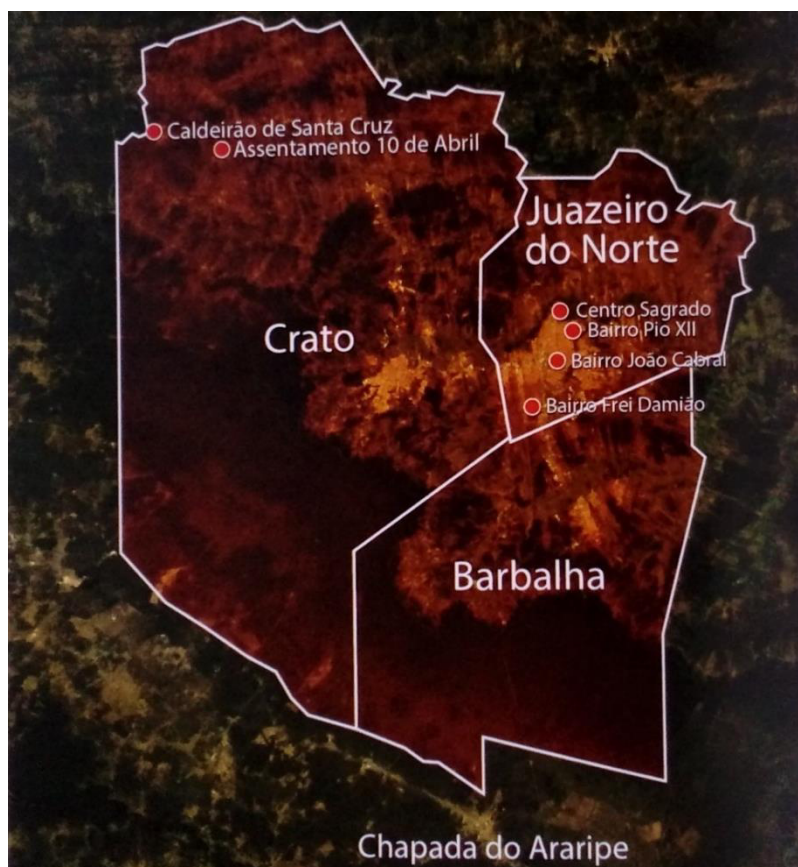 Caldeirão de Santa Cruz
Assentamento 10 de Abril
Juazeiro
do Norte
Centro Sagrado
Bairro Pio XII
Crato
Bairro João Cabral
Bairro Frei Damião
Barbalha
Chapada do Araripe